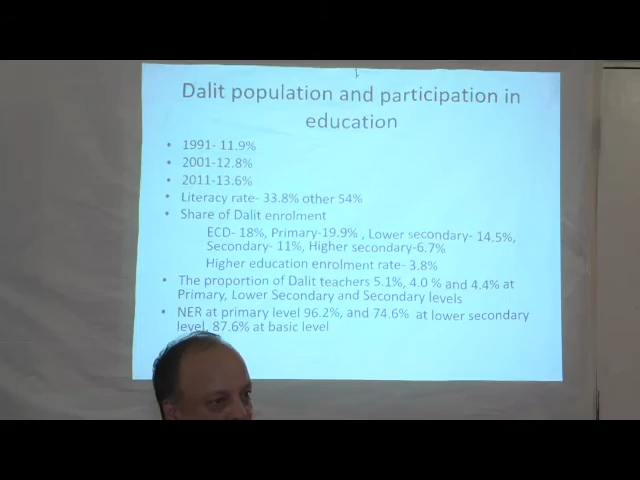 Dalit population and participation in
education
• 1991- 11.9%
• 2001-12.8%
• 2011-13.6%
• Literacy rate- 33.8% other 54%
• Share of Dalit enrolment
ECD- 18%, Primary-19.9% , Lower secondary- 14.5%,
Secondary- 11%, Higher secondary-6.7%
Higher education enrolment rate- 3.8%
• The proportion of Dalit teachers 5.1%, 4.0 % and 4.4% at
Primary, Lower Secondary and Secondary levels
• NER at primary level 96.2%, and 74.6% at lower secondary
level, 87.6% at basic level